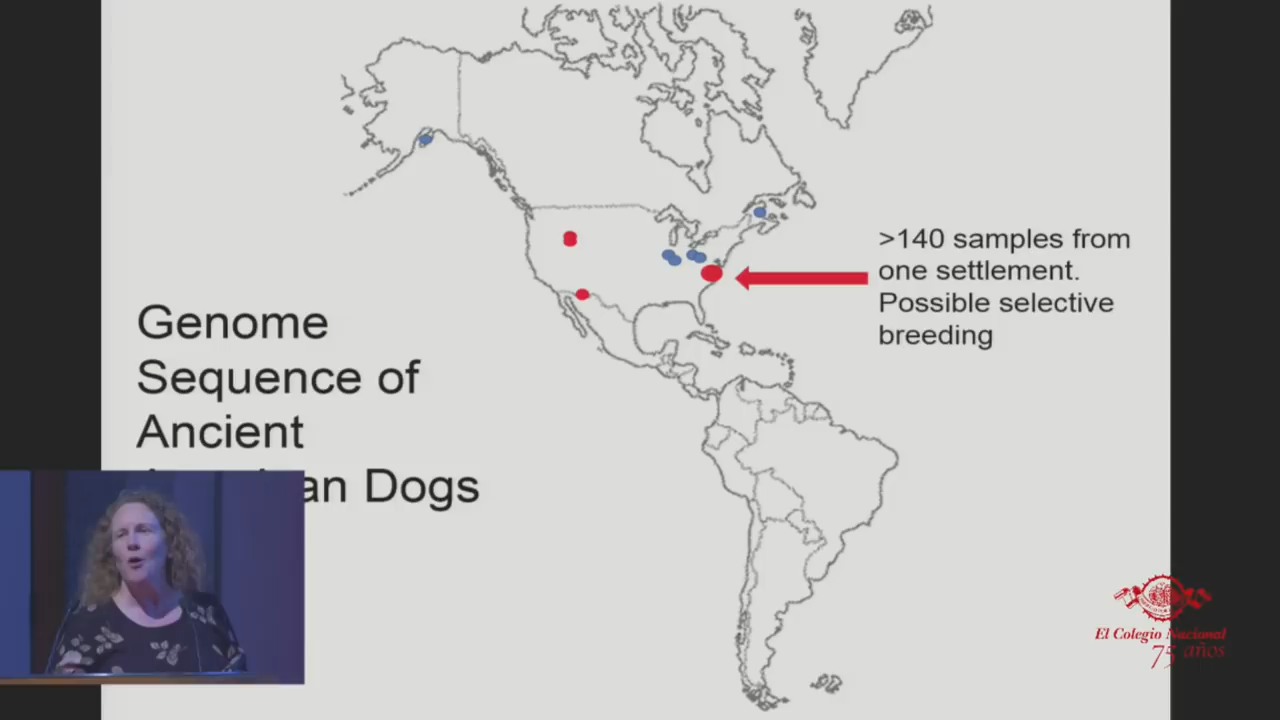 Genome
Sequence of
Ancient
an Dogs
>140 samples from
one settlement.
Possible selective
breeding
El Colegio Nacional
75 años